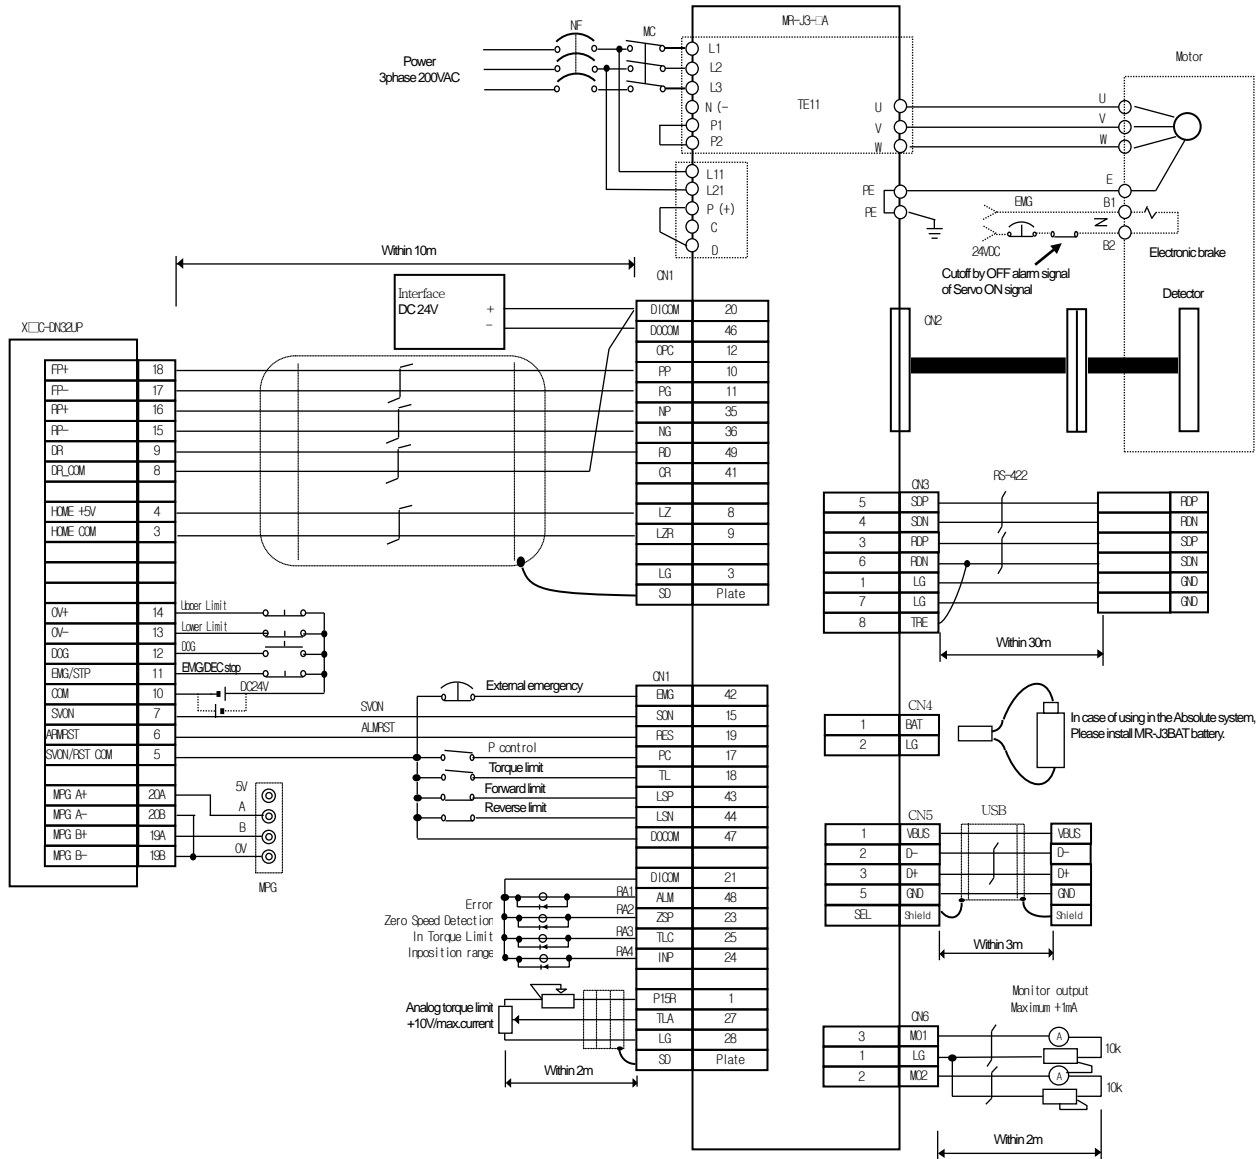 MR-J3-□A
NF
MC
Power
3phase 200VAC
L1
L2
L3
N (-
P1
P2
TE11
U
V
W
Motor
U
V
W
E
L11
L21
P (+)
C
D
PE
PE
EMG
B1
B2
24VDC
Electronic brake
Cutoff by OFF alarm signal
of Servo ON signal
Detector
CN2
Within 10m
CN1
Interface
DC 24V
+
-
X□C-DN32UP
FP+ 18
FP- 17
RP+ 16
RP- 15
DR 9
DR_COM 8
HOME +5V 4
HOME COM 3
OV+ 14 Upper Limit
OV- 13 Lower Limit
DOG 12 DOG
EMG/STP 11 EMG/DEC stop
COM 10 DC24V
SVON 7 SVON
ARMRST 6 ALMRST
SVON/RST COM 5
MPG A+ 20A 5V
MPG A- 20B A
MPG B+ 19A B
MPG B- 19B 0V
MPG
DICOM 20
DOCOM 46
OPC 12
PP 10
PG 11
NP 35
NG 36
RD 49
CR 41
LZ 8
LZR 9
LG 3
SD Plate
CN1
External emergency
EMG 42
SON 15
RES 19
P control PC 17
Torque limit TL 18
Forward limit LSP 43
Reverse limit LSN 44
DOCOM 47
DICOM 21
Error RA1 ALM 48
Zero Speed Detection RA2 ZSP 23
In Torque Limit RA3 TLC 25
Inposition range RA4 INP 24
Analog torque limit
+10V/max.current
P15R 1
TLA 27
LG 28
SD Plate
Within 2m
CN3
RS-422
5 SDP RDP
4 SDN RDN
3 RDP SDP
6 RDN SDN
1 LG GND
7 LG GND
8 TRE
Within 30m
CN4
1 BAT
2 LG
In case of using in the Absolute system,
Please install MR-J3BAT battery.
CN5
USB
1 VBUS VBUS
2 D- D-
3 D+ D+
5 GND GND
SEL Shield Shield
Within 3m
Monitor output
Maximum +1mA
CN6
3 MO1 A 10k
1 LG
2 MO2 A 10k
Within 2m